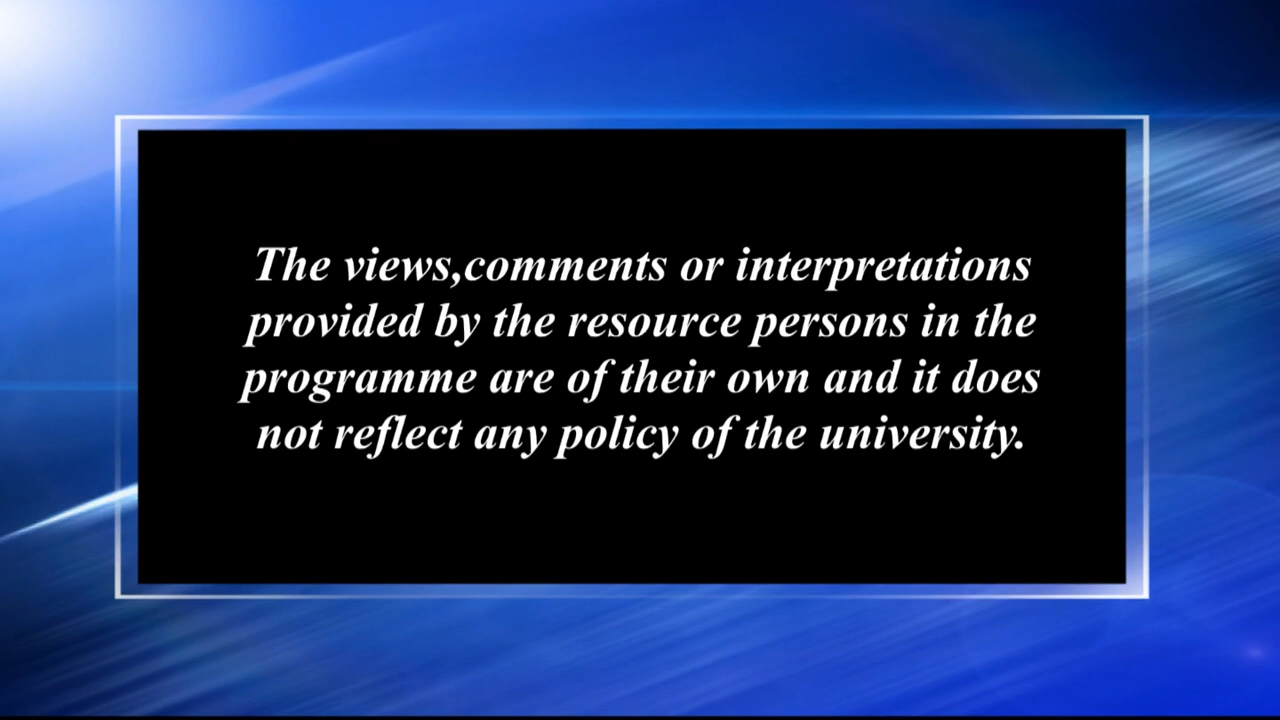 The views,comments or interpretations
provided by the resource persons in the
programme are of their own and it does
not reflect any policy of the university.